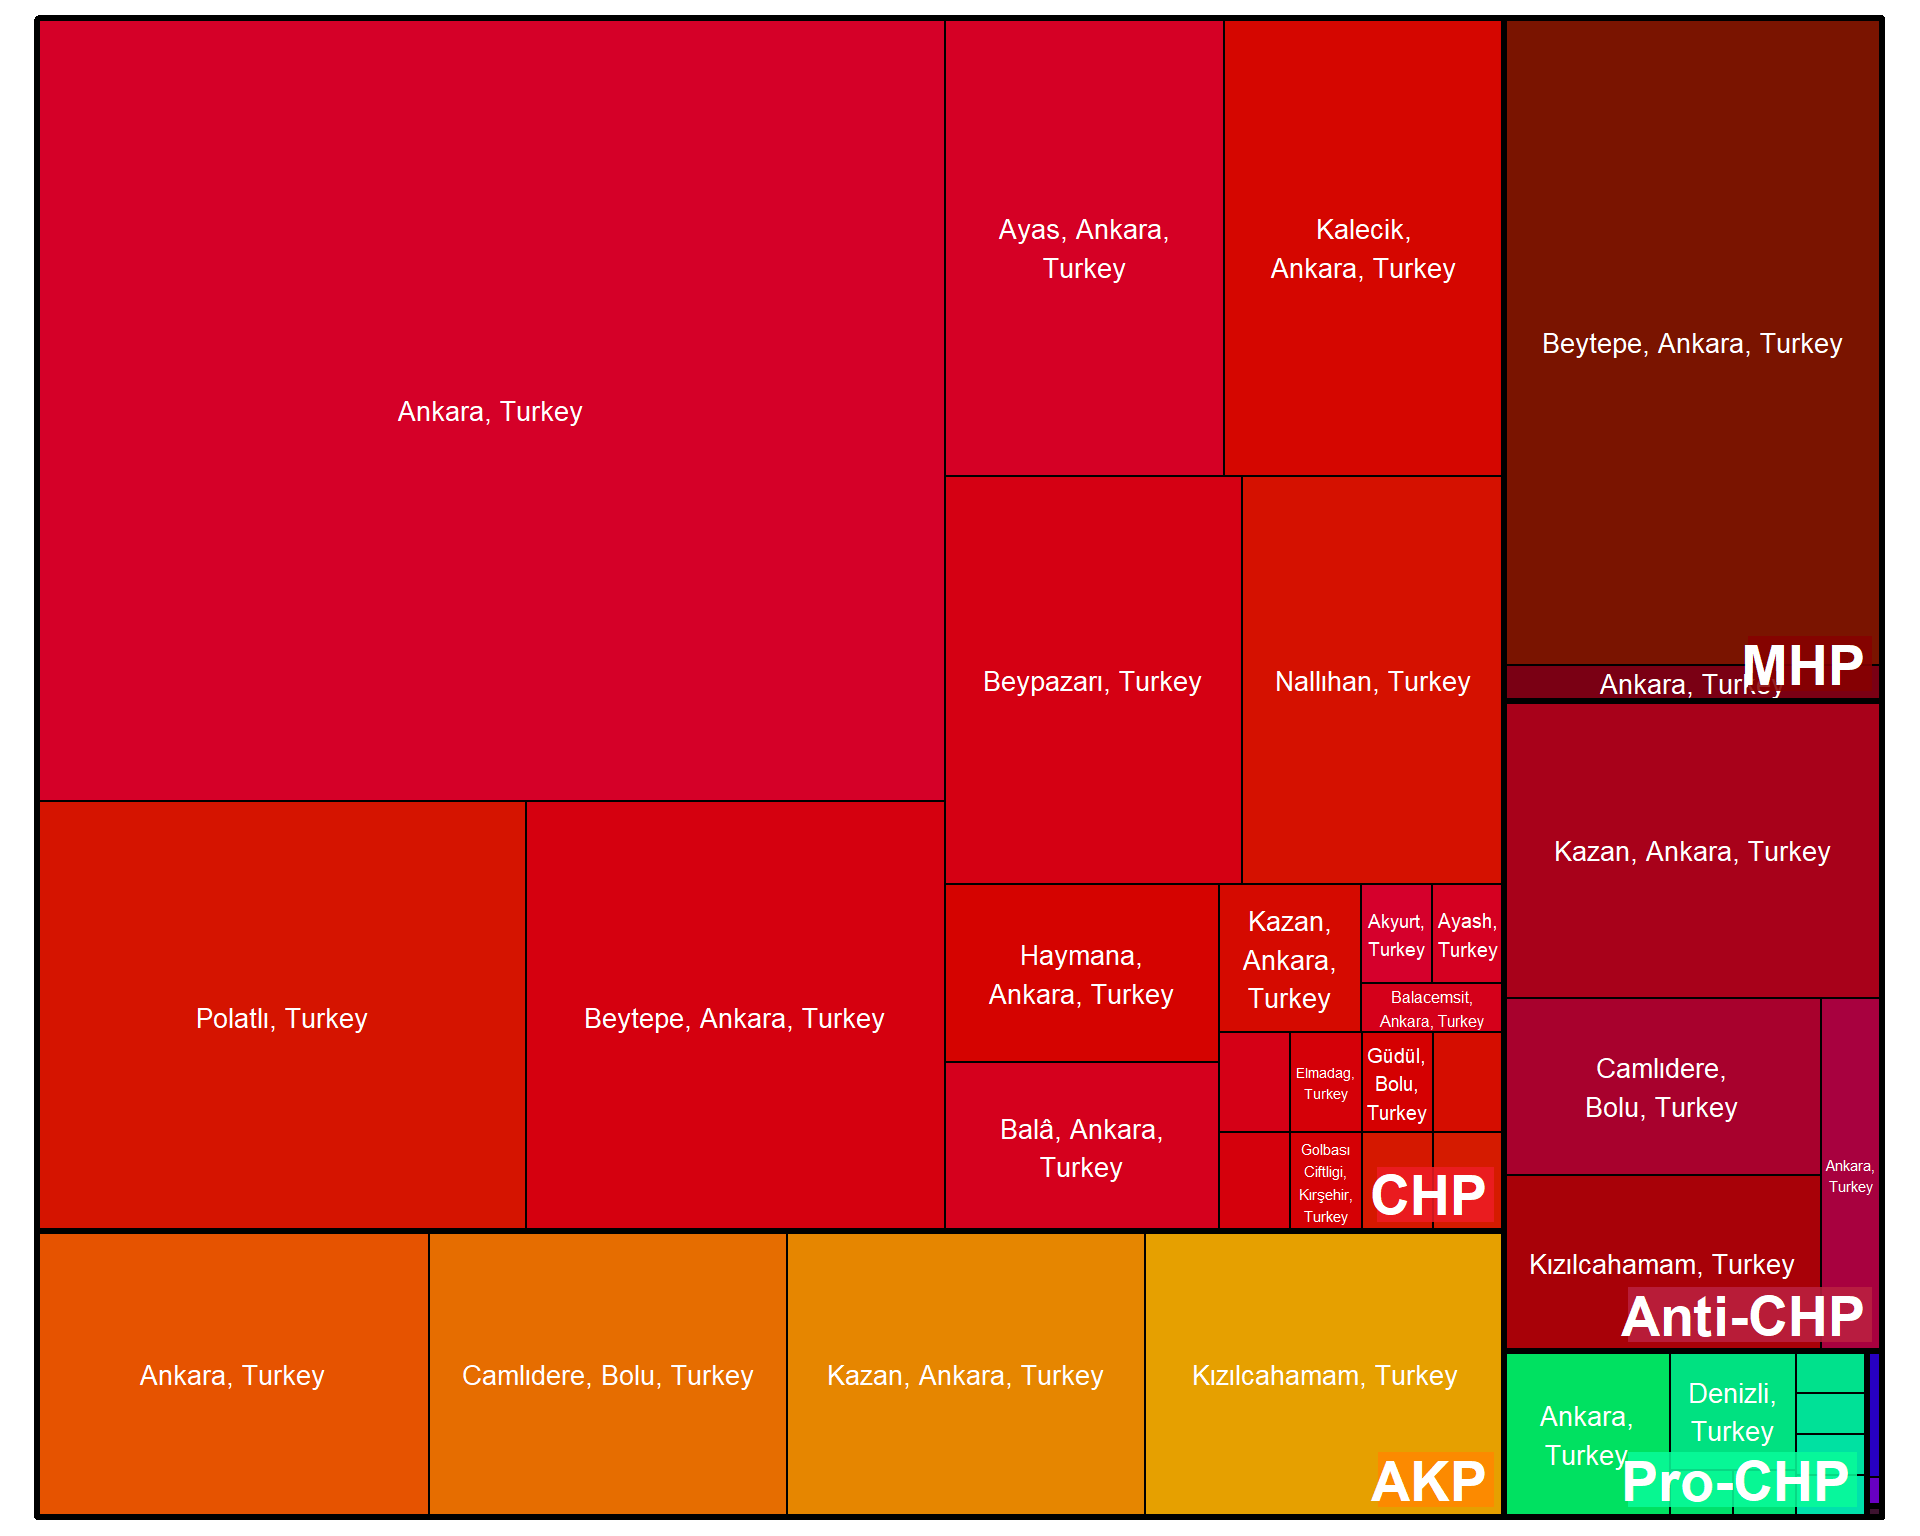 Ankara, Turkey
Ayas, Ankara,
Turkey
Kalecik,
Ankara, Turkey
Beypazarı, Turkey
Nallıhan, Turkey
Polatlı, Turkey
Beytepe, Ankara, Turkey
Haymana,
Ankara, Turkey
Balâ, Ankara,
Turkey
Kazan,
Ankara,
Turkey
Akyurt,
Turkey
Ayash,
Turkey
Balacemsit,
Ankara, Turkey
Elmadag,
Turkey
Güdül,
Bolu,
Turkey
Golbası
Ciftligi,
Kırşehir,
Turkey
CHP
Ankara, Turkey
Camlıdere, Bolu, Turkey
Kazan, Ankara, Turkey
Kızılcahamam, Turkey
AKP
Beytepe, Ankara, Turkey
Ankara, Turkey
MHP
Kazan, Ankara, Turkey
Camlıdere,
Bolu, Turkey
Kızılcahamam, Turkey
Ankara,
Turkey
Anti-CHP
Ankara,
Turkey
Denizli,
Turkey
Pro-CHP